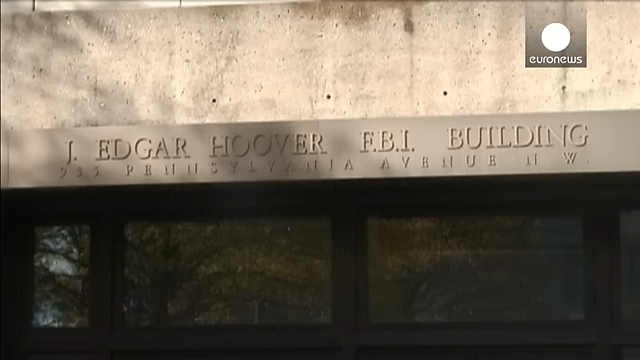 euronews
J. EDGAR HOOVER F.B.I. BUILDING
935 PENNSYLVANIA AVENUE N.W.